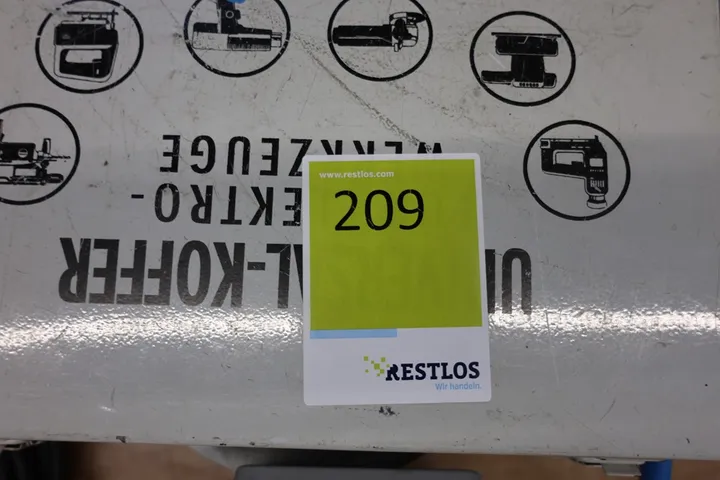 WERKZEUGE
EKTRO-
AL-KOFFER
www.restlos.com
209
RESTLOS
Wir handeln.